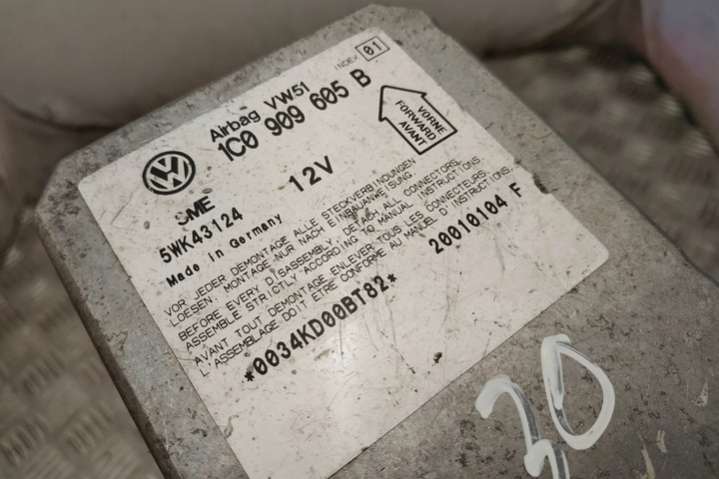 INDEX 01
Airbag VW51
1C0 909 605 B
VORNE
FORWARD
AVANT
12V
SME
5WK43124
Made in Germany
VOR JEDER DEMONTAGE ALLE STECKVERBINDUNGEN
LOESEN. MONTAGE NUR NACH EINBAUANWEISUNG
BEFORE EVERY DISASSEMBLY, DETACH ALL CONNECTORS,
ASSEMBLE STRICTLY ACCORDING TO MANUAL INSTRUCTIONS.
AVANT TOUT DEMONTAGE ENLEVER TOUS LES CONNECTEURS,
L'ASSEMBLAGE DOIT ETRE CONFORME AU MANUEL D'INSTRUCTIONS.
20010104 F
*0034KD00BT82*
20